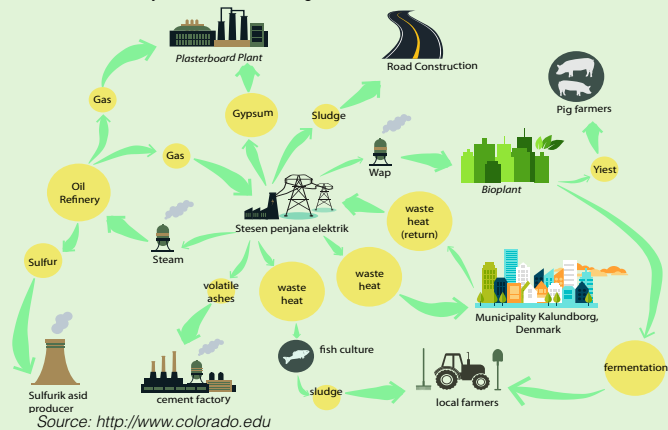 Plasterboard Plant
Road Construction
Pig farmers
Gas
Gypsum
Sludge
Gas
Wap
Bioplant
Yiest
Oil
Refinery
Stesen penjana elektrik
waste
heat
(return)
Steam
Sulfur
volatile
ashes
waste
heat
waste
heat
Municipality Kalundborg,
Denmark
fish culture
fermentation
Sulfurik asid
producer
cement factory
sludge
local farmers
Source: http://www.colorado.edu